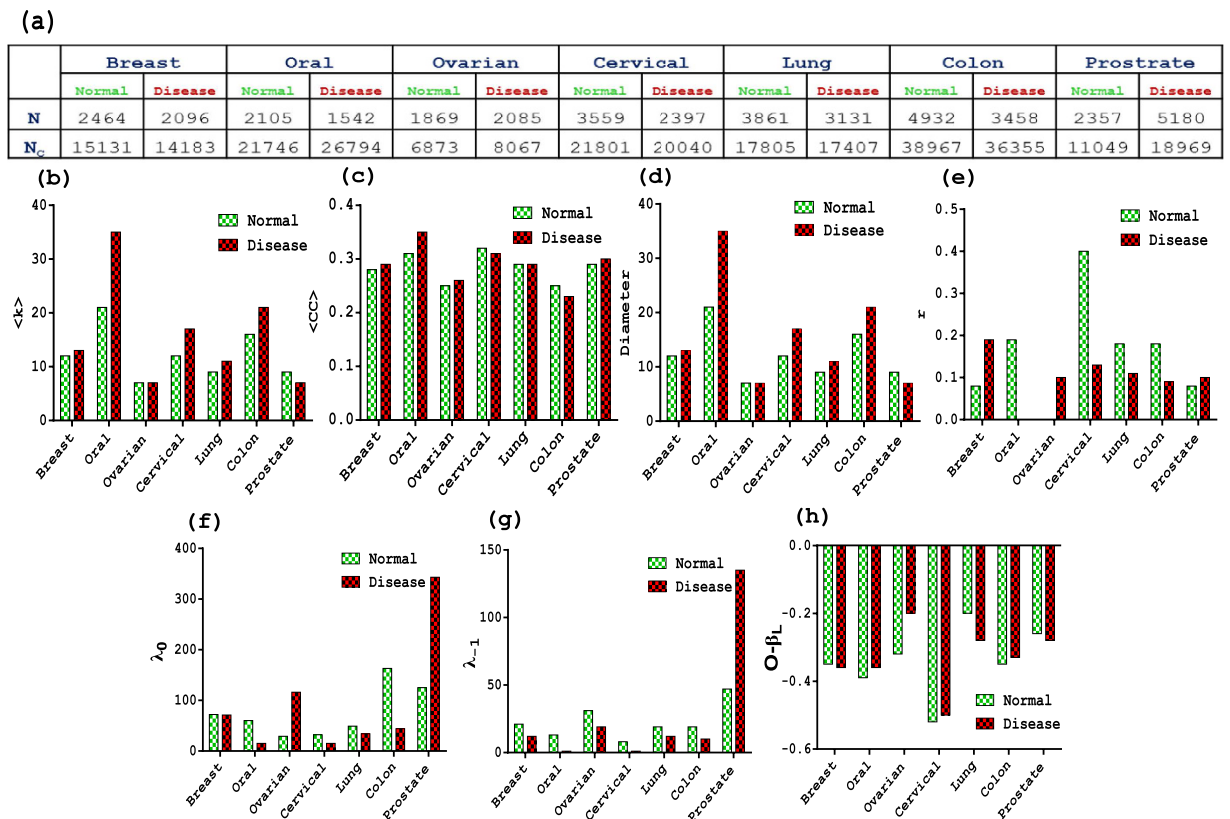 (a)
Breast Oral Ovarian Cervical Lung Colon Prostrate
Normal Disease Normal Disease Normal Disease Normal Disease Normal Disease Normal Disease Normal Disease
N 2464 2096 2105 1542 1869 2085 3559 2397 3861 3131 4932 3458 2357 5180
N_C 15131 14183 21746 26794 6873 8067 21801 20040 17805 17407 38967 36355 11049 18969
(b)
<k>
40
30
20
10
0
Normal
Disease
Breast
Oral
Ovarian
Cervical
Lung
Colon
Prostate
(c)
<CC>
0.4
0.3
0.2
0.1
0.0
Normal
Disease
Breast
Oral
Ovarian
Cervical
Lung
Colon
Prostate
(d)
Diameter
40
30
20
10
0
Normal
Disease
Breast
Oral
Ovarian
Cervical
Lung
Colon
Prostate
(e)
r
0.5
0.4
0.3
0.2
0.1
0.0
Normal
Disease
Breast
Oral
Ovarian
Cervical
Lung
Colon
Prostate
(f)
λ0
400
300
200
100
0
Normal
Disease
Breast
Oral
Ovarian
Cervical
Lung
Colon
Prostate
(g)
λ−1
150
100
50
0
Normal
Disease
Breast
Oral
Ovarian
Cervical
Lung
Colon
Prostate
(h)
O-βL
0.0
-0.2
-0.4
-0.6
Normal
Disease
Breast
Oral
Ovarian
Cervical
Lung
Colon
Prostate